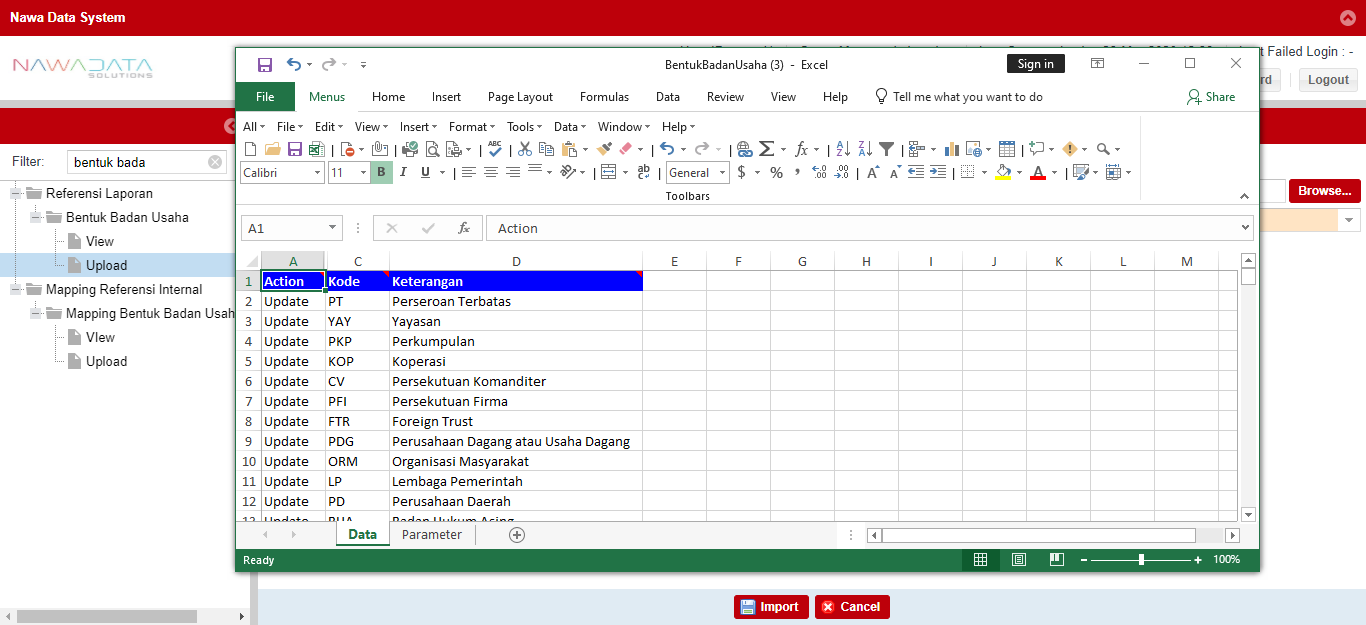 Nawa Data System
NAWADATA
SOLUTIONS
Failed Login : -
Logout
BentukBadanUsaha (3) - Excel
Sign in
File Menus Home Insert Page Layout Formulas Data Review View Help Tell me what you want to do Share
All File Edit View Insert Format Tools Data Window Help
Calibri 11 B I U General $ % ,
Toolbars
A1 fx Action
Filter: bentuk bada
Browse...
Referensi Laporan
Bentuk Badan Usaha
View
Upload
Mapping Referensi Internal
Mapping Bentuk Badan Usah
VIew
Upload
A C D E F G H I J K L M
1 Action Kode Keterangan
2 Update PT Perseroan Terbatas
3 Update YAY Yayasan
4 Update PKP Perkumpulan
5 Update KOP Koperasi
6 Update CV Persekutuan Komanditer
7 Update PFI Persekutuan Firma
8 Update FTR Foreign Trust
9 Update PDG Perusahaan Dagang atau Usaha Dagang
10 Update ORM Organisasi Masyarakat
11 Update LP Lembaga Pemerintah
12 Update PD Perusahaan Daerah
13 Update BHA Badan Hukum Asing
Data Parameter
Ready 100%
Import Cancel